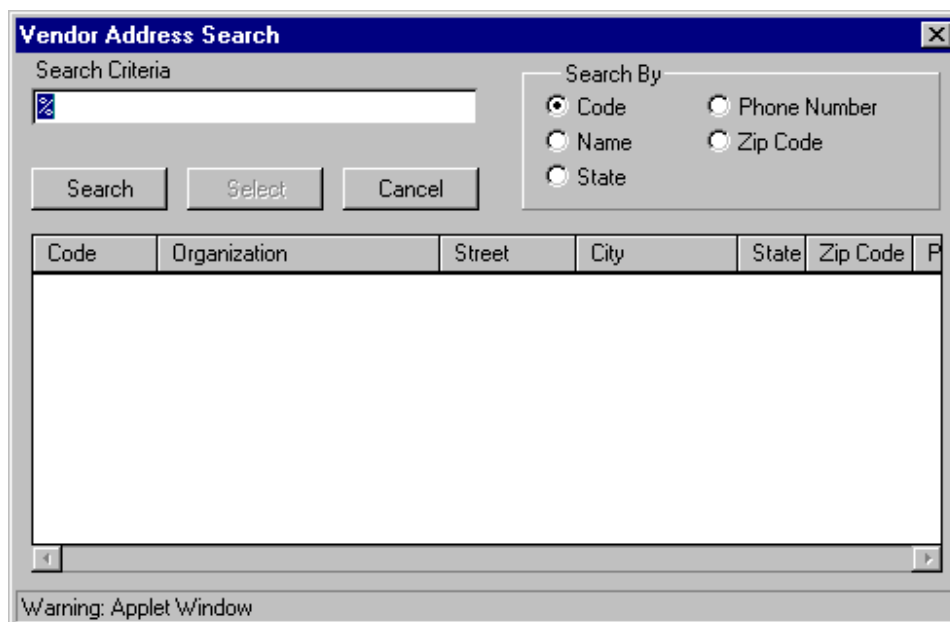 Vendor Address Search
Search Criteria
%
Search By
Code Phone Number
Name Zip Code
State
Search Select Cancel
Code Organization Street City State Zip Code P
Warning: Applet Window